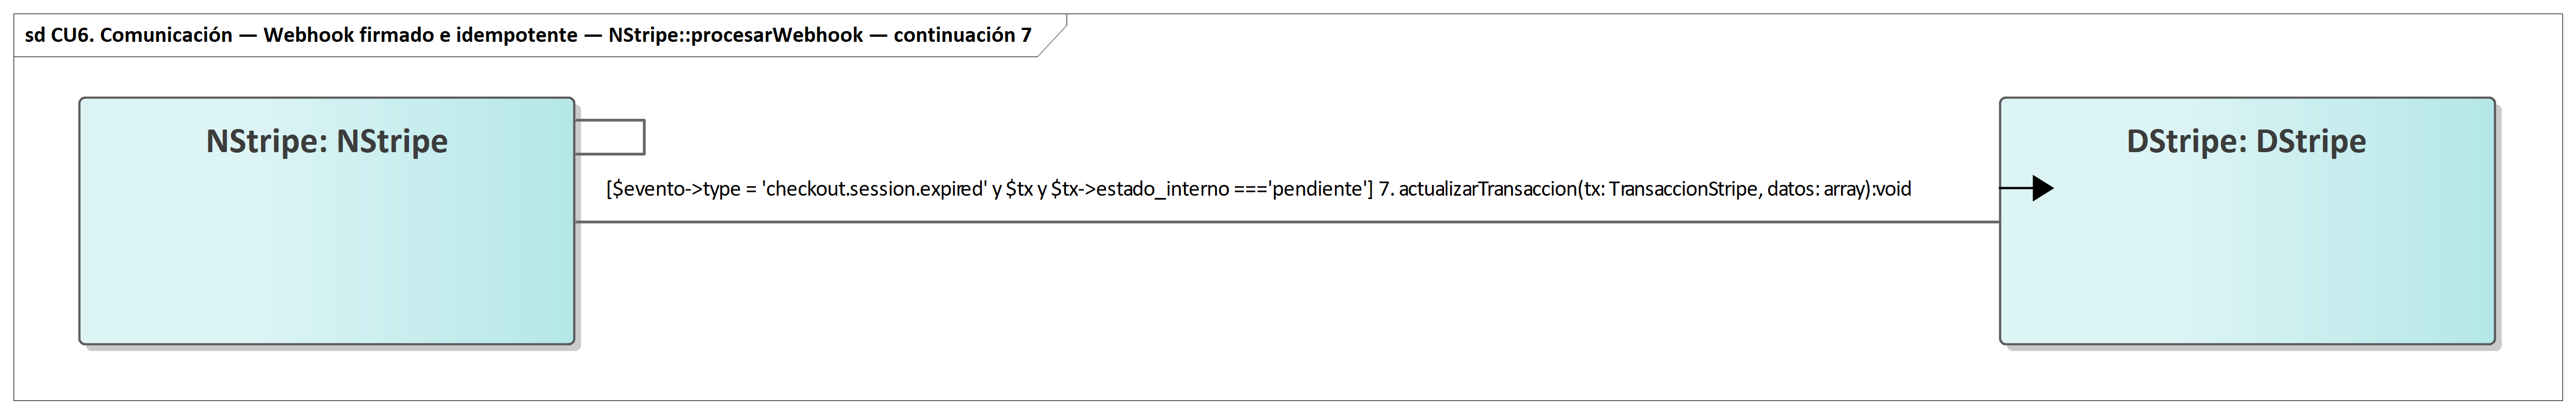 sd CU6. Comunicación — Webhook firmado e idempotente — NStripe::procesarWebhook — continuación 7
NStripe: NStripe
DStripe: DStripe
[$evento->type = 'checkout.session.expired' y $tx y $tx->estado_interno ==='pendiente'] 7. actualizarTransaccion(tx: TransaccionStripe, datos: array):void